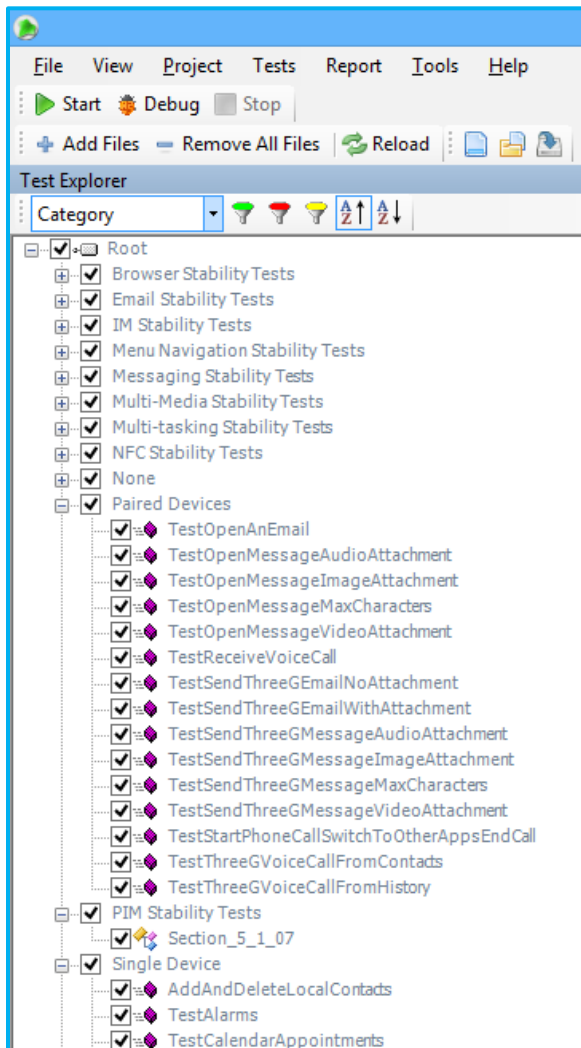 File View Project Tests Report Tools Help
Start Debug Stop
Add Files Remove All Files Reload
Test Explorer
Category
Root
Browser Stability Tests
Email Stability Tests
IM Stability Tests
Menu Navigation Stability Tests
Messaging Stability Tests
Multi-Media Stability Tests
Multi-tasking Stability Tests
NFC Stability Tests
None
Paired Devices
TestOpenAnEmail
TestOpenMessageAudioAttachment
TestOpenMessageImageAttachment
TestOpenMessageMaxCharacters
TestOpenMessageVideoAttachment
TestReceiveVoiceCall
TestSendThreeGEmailNoAttachment
TestSendThreeGEmailWithAttachment
TestSendThreeGMessageAudioAttachment
TestSendThreeGMessageImageAttachment
TestSendThreeGMessageMaxCharacters
TestSendThreeGMessageVideoAttachment
TestStartPhoneCallSwitchToOtherAppsEndCall
TestThreeGVoiceCallFromContacts
TestThreeGVoiceCallFromHistory
PIM Stability Tests
Section_5_1_07
Single Device
AddAndDeleteLocalContacts
TestAlarms
TestCalendarAppointments